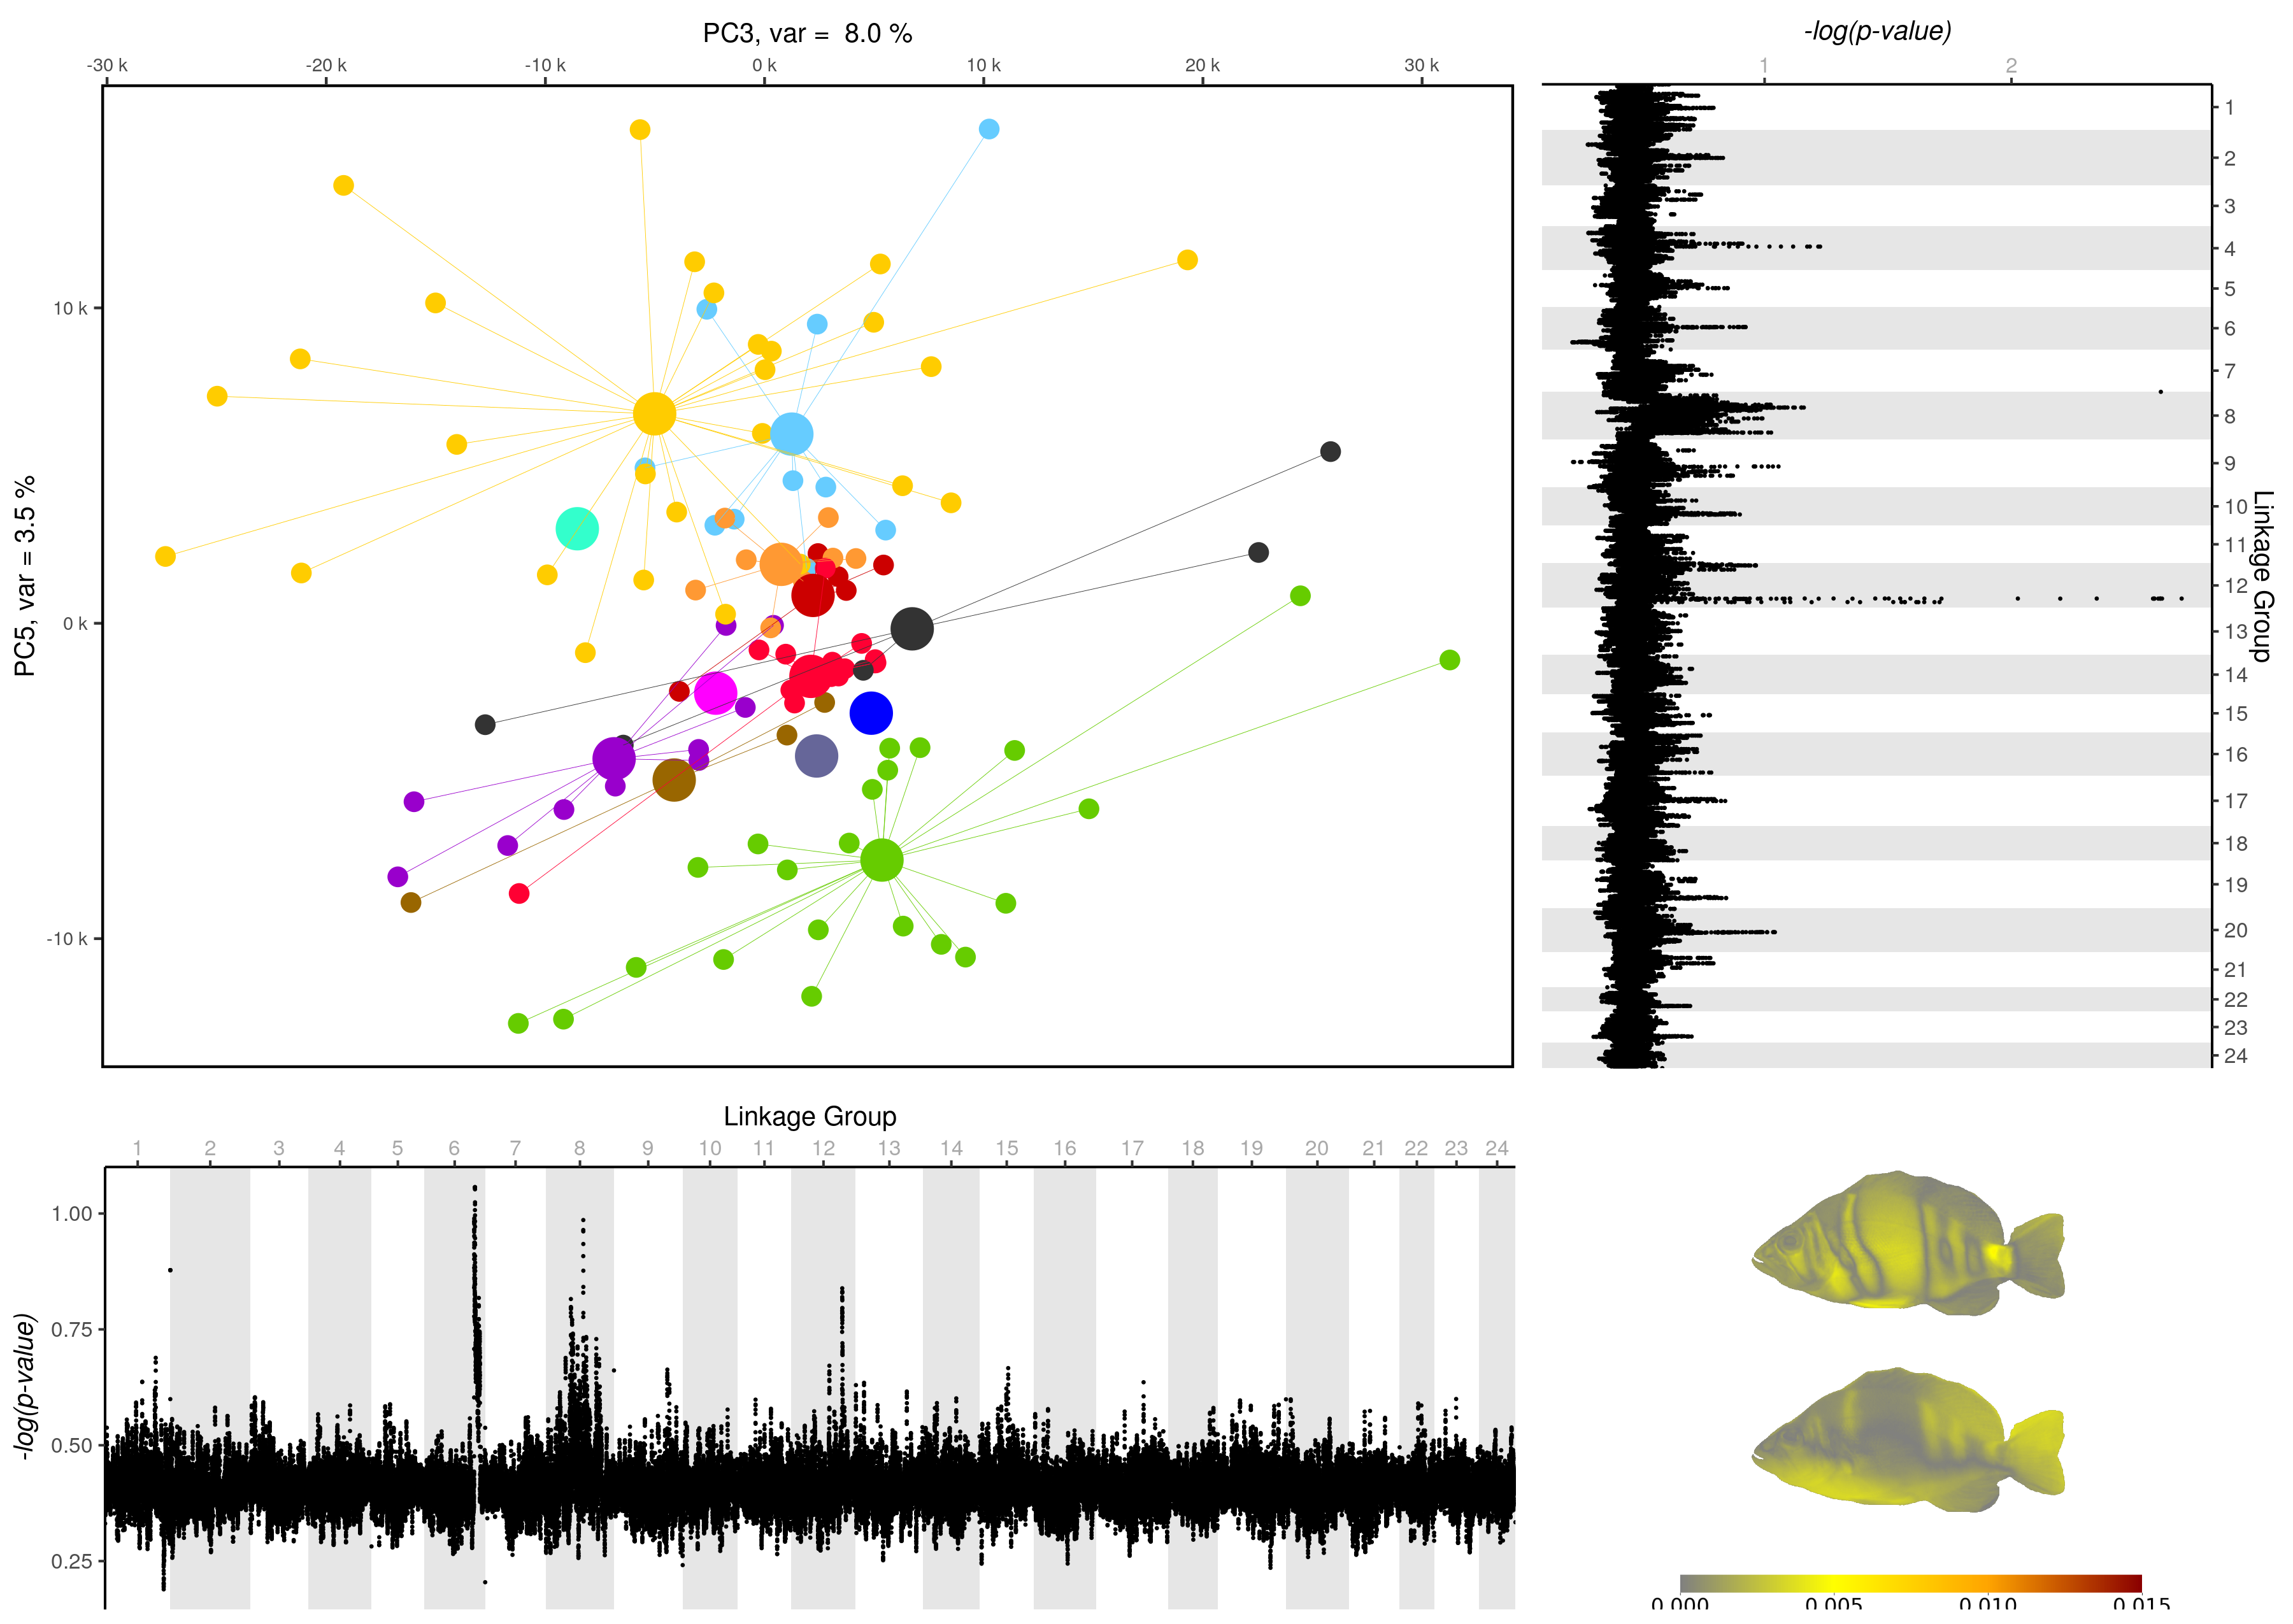 PC3, var =  8.0 %
-30 k -20 k -10 k 0 k 10 k 20 k 30 k
-log(p-value)
1 2
PC5, var = 3.5 %
10 k
0 k
-10 k
1
2
3
4
5
6
7
8
9
10
11
12
13
14
15
16
17
18
19
20
21
22
23
24
Linkage Group
Linkage Group
1 2 3 4 5 6 7 8 9 10 11 12 13 14 15 16 17 18 19 20 21 22 23 24
-log(p-value)
1.00
0.75
0.50
0.25
0.000 0.005 0.010 0.015